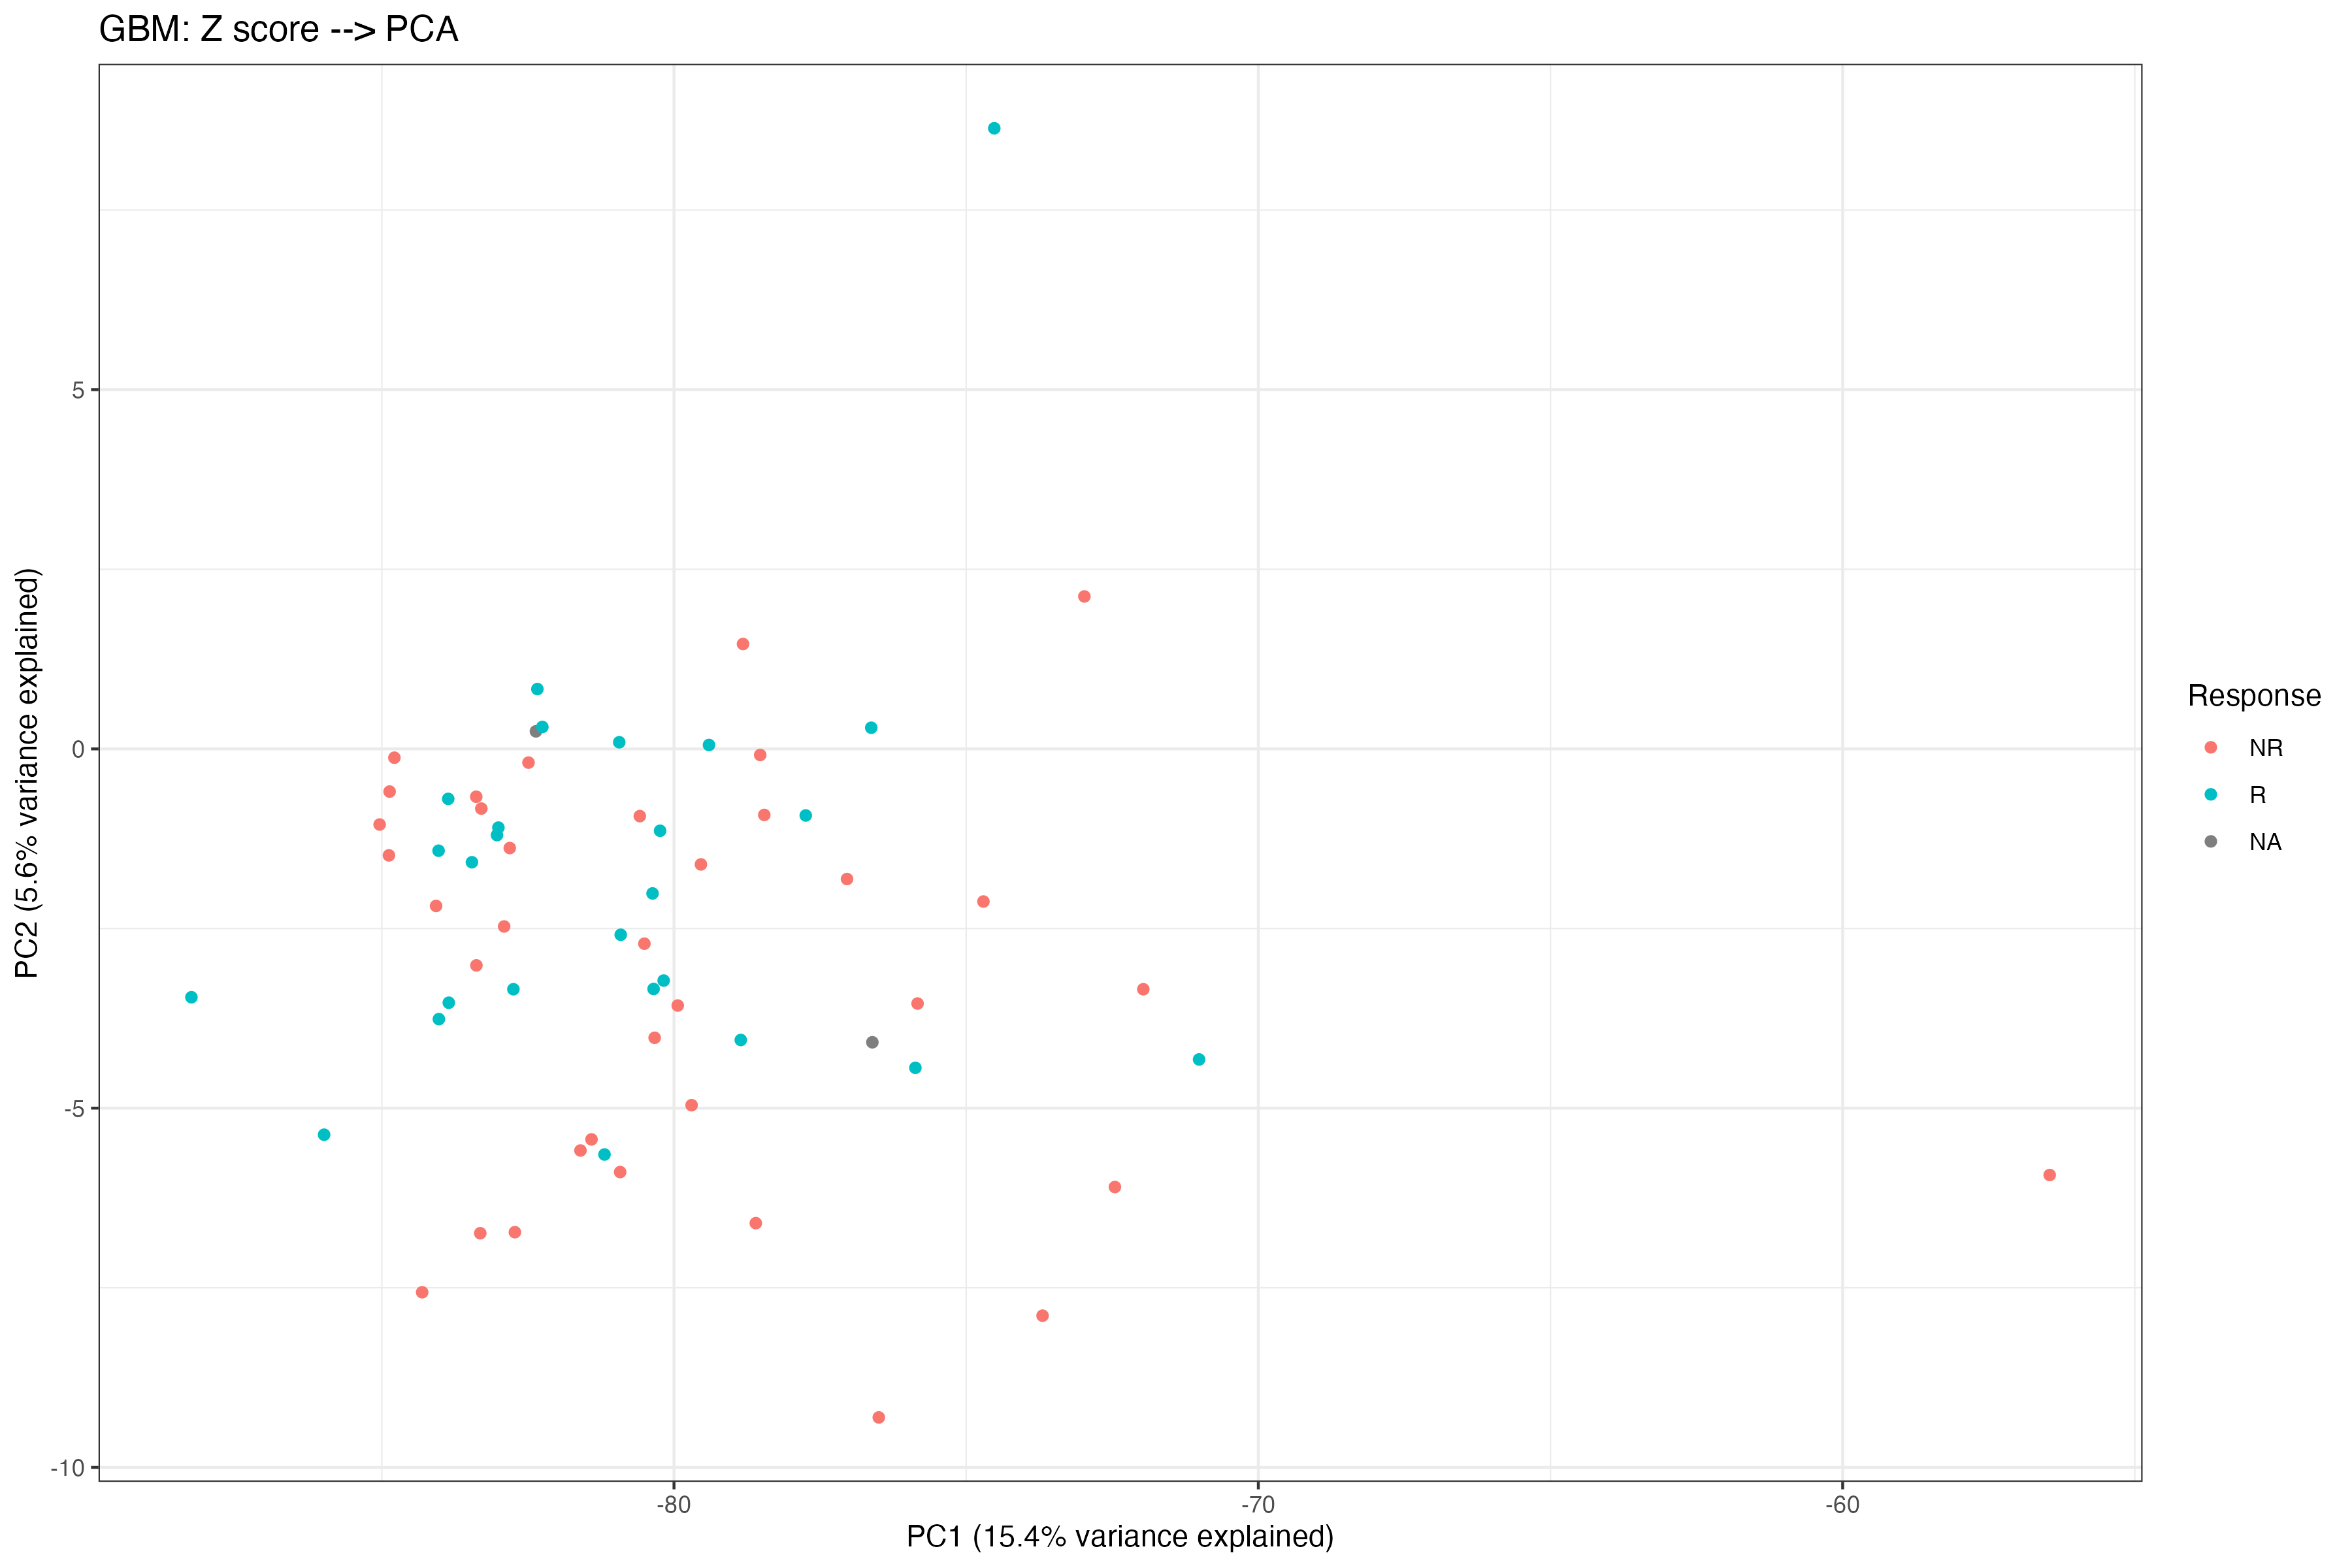 GBM: Z score --> PCA
PC2 (5.6% variance explained)
5
0
-5
-10
-80
-70
-60
PC1 (15.4% variance explained)
Response
NR
R
NA